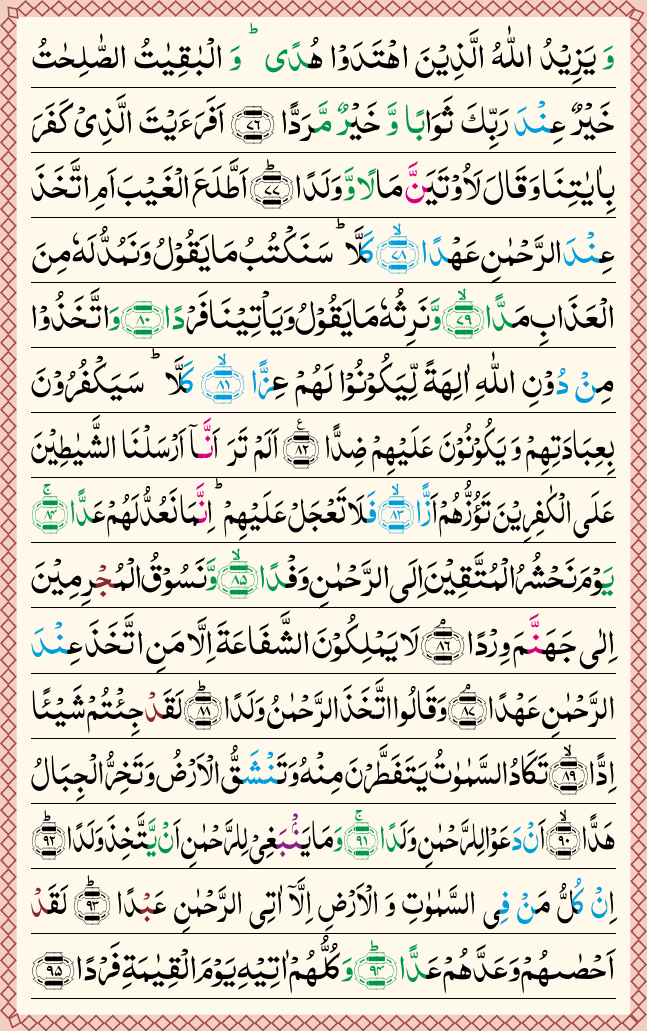 وَ یَزِیْدُ اللّٰهُ الَّذِیْنَ اهْتَدَوْا هُدًی ؕ وَ الْبٰقِیٰتُ الصّٰلِحٰتُ
خَیْرٌ عِنْدَ رَبِّكَ ثَوَابًا وَّ خَیْرٌ مَّرَدًّا ﴿۷۶﴾ اَفَرَءَیْتَ الَّذِیْ كَفَرَ
بِاٰیٰتِنَا وَ قَالَ لَاُوْتَیَنَّ مَالًا وَّ وَلَدًا ﴿ؕ۷۷﴾ اَطَّلَعَ الْغَیْبَ اَمِ اتَّخَذَ
عِنْدَ الرَّحْمٰنِ عَهْدًا ﴿ۙ۷۸﴾ كَلَّا ؕ سَنَكْتُبُ مَا یَقُوْلُ وَ نَمُدُّ لَهٗ مِنَ
الْعَذَابِ مَدًّا ﴿ۙ۷۹﴾ وَّ نَرِثُهٗ مَا یَقُوْلُ وَ یَاْتِیْنَا فَرْدًا ﴿۸۰﴾ وَ اتَّخَذُوْا
مِنْ دُوْنِ اللّٰهِ اٰلِهَةً لِّیَكُوْنُوْا لَهُمْ عِزًّا ﴿ۙ۸۱﴾ كَلَّا ؕ سَیَكْفُرُوْنَ
بِعِبَادَتِهِمْ وَ یَكُوْنُوْنَ عَلَیْهِمْ ضِدًّا ﴿ع۸۲﴾ اَلَمْ تَرَ اَنَّاۤ اَرْسَلْنَا الشَّیٰطِیْنَ
عَلَی الْكٰفِرِیْنَ تَؤُزُّهُمْ اَزًّا ﴿ۙ۸۳﴾ فَلَا تَعْجَلْ عَلَیْهِمْ ؕ اِنَّمَا نَعُدُّ لَهُمْ عَدًّا ﴿ۚ۸۴﴾
یَوْمَ نَحْشُرُ الْمُتَّقِیْنَ اِلَی الرَّحْمٰنِ وَفْدًا ﴿ۙ۸۵﴾ وَّ نَسُوْقُ الْمُجْرِمِیْنَ
اِلٰی جَهَنَّمَ وِرْدًا ﴿ۘ۸۶﴾ لَا یَمْلِكُوْنَ الشَّفَاعَةَ اِلَّا مَنِ اتَّخَذَ عِنْدَ
الرَّحْمٰنِ عَهْدًا ﴿ۘ۸۷﴾ وَ قَالُوا اتَّخَذَ الرَّحْمٰنُ وَلَدًا ﴿ؕ۸۸﴾ لَقَدْ جِئْتُمْ شَیْئًا
اِدًّا ﴿ۙ۸۹﴾ تَكَادُ السَّمٰوٰتُ یَتَفَطَّرْنَ مِنْهُ وَ تَنْشَقُّ الْاَرْضُ وَ تَخِرُّ الْجِبَالُ
هَدًّا ﴿ۙ۹۰﴾ اَنْ دَعَوْا لِلرَّحْمٰنِ وَلَدًا ﴿ۚ۹۱﴾ وَ مَا یَنْۢبَغِیْ لِلرَّحْمٰنِ اَنْ یَّتَّخِذَ وَلَدًا ﴿ؕ۹۲﴾
اِنْ كُلُّ مَنْ فِی السَّمٰوٰتِ وَ الْاَرْضِ اِلَّاۤ اٰتِی الرَّحْمٰنِ عَبْدًا ﴿ؕ۹۳﴾ لَقَدْ
اَحْصٰىهُمْ وَ عَدَّهُمْ عَدًّا ﴿ؕ۹۴﴾ وَ كُلُّهُمْ اٰتِیْهِ یَوْمَ الْقِیٰمَةِ فَرْدًا ﴿۹۵﴾